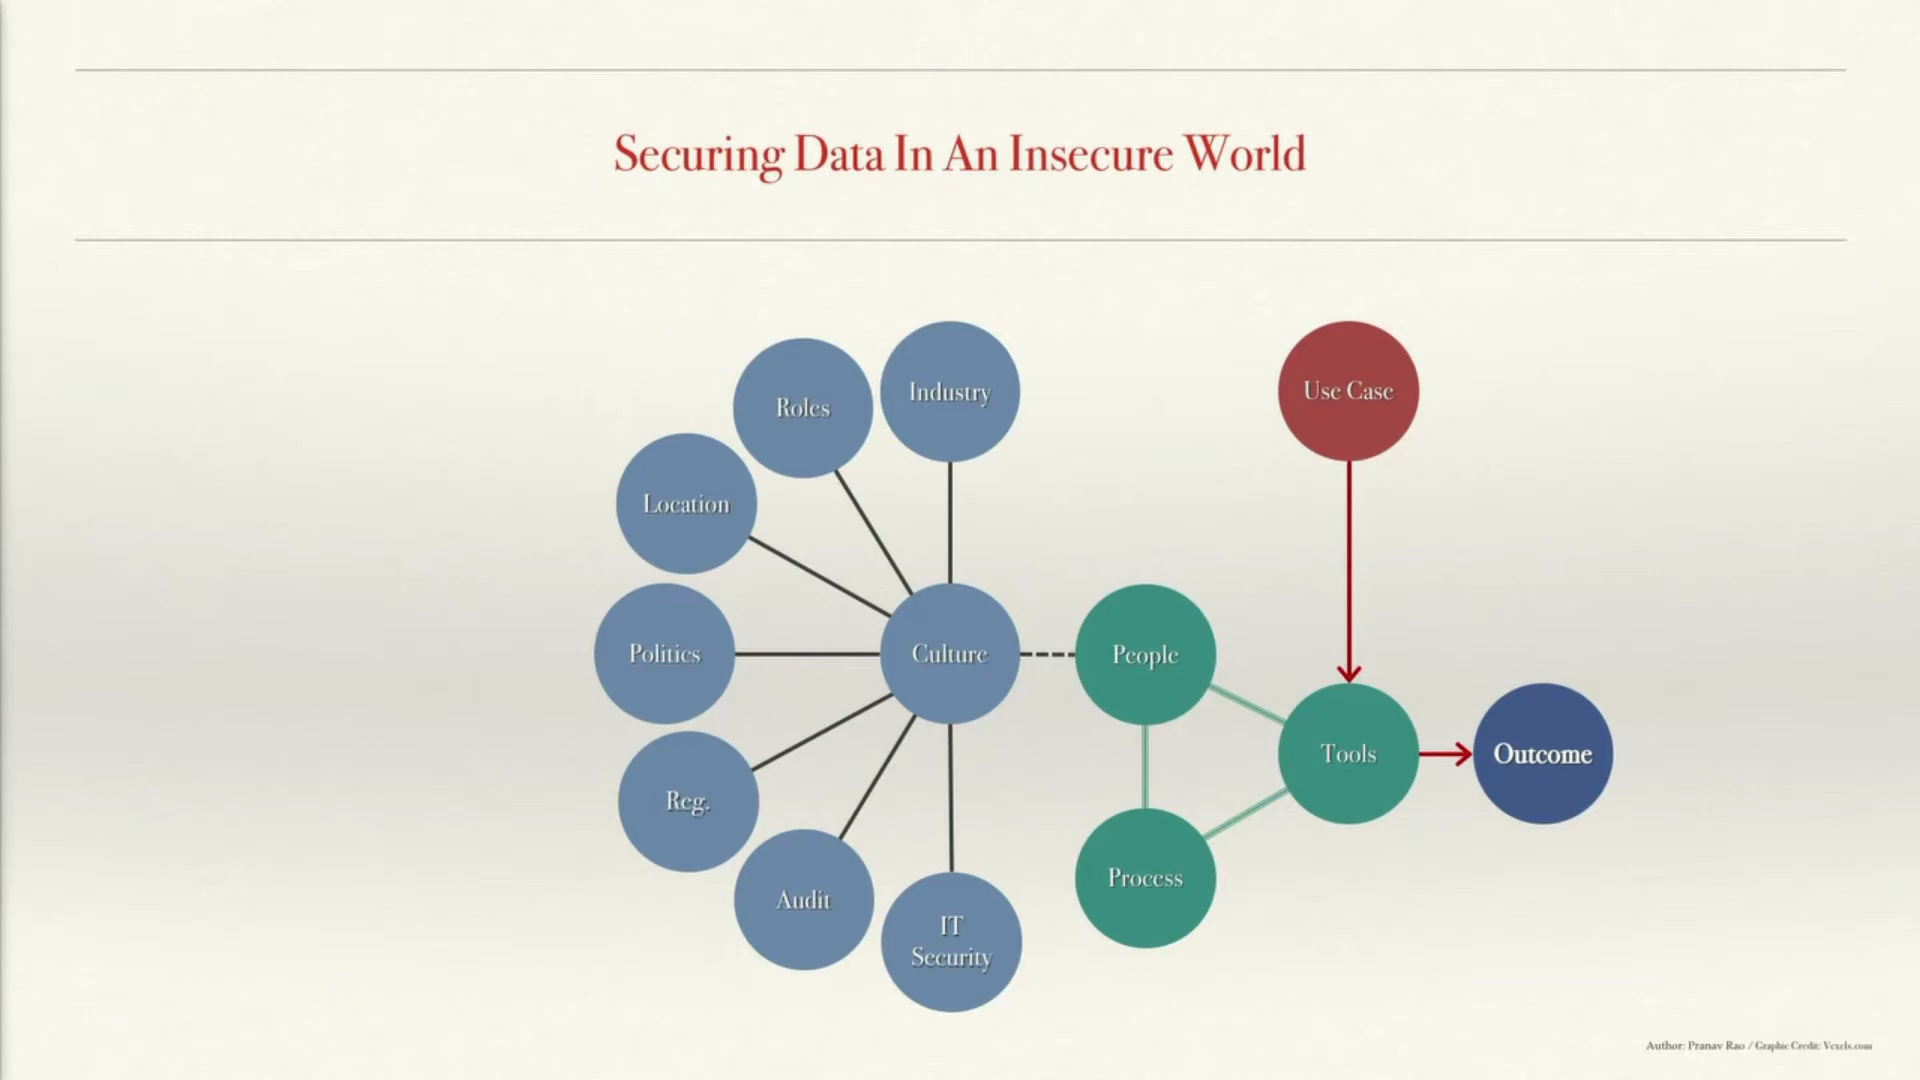 Securing Data In An Insecure World
Industry
Roles
Use Case
Location
Politics
Culture
People
Tools
Outcome
Reg.
Process
Audit
IT
Security
Author: Pranav Rao / Graphic Credit: Vexels.com